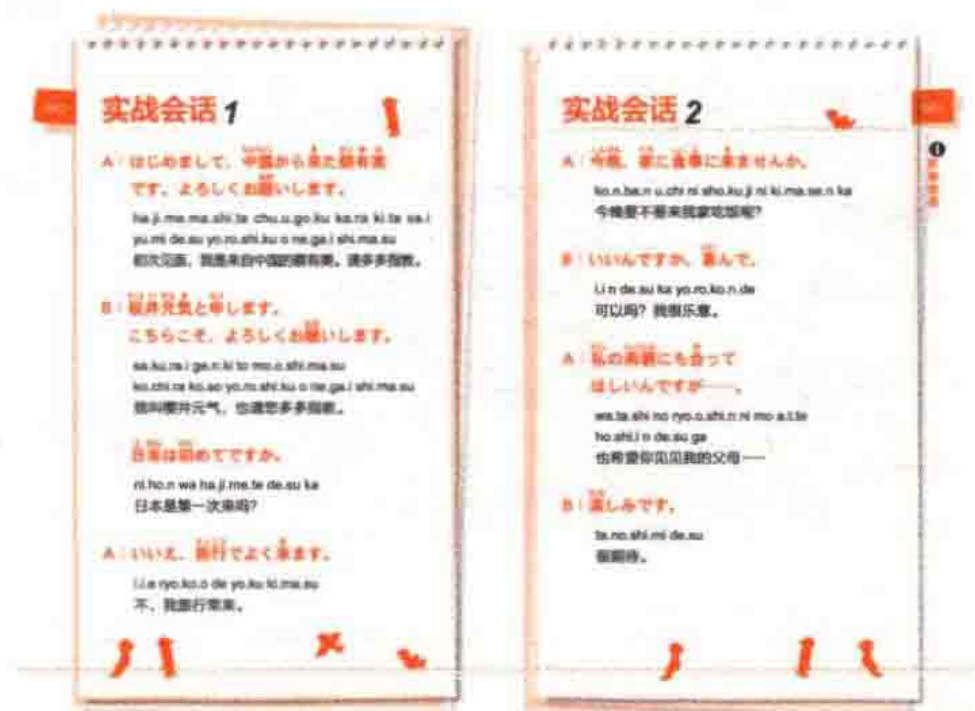 实战会话 1
A：はじめまして、中国から来た蔡有美
です。よろしくお願いします。
ha.ji.me.ma.shi.te chu.u.go.ku ka.ra ki.ta sa.i
yu.mi de.su yo.ro.shi.ku o ne.ga.i shi.ma.su
初次见面，我是来自中国的蔡有美。请多多指教。
B：桜井元気と申します。
こちらこそ、よろしくお願いします。
sa.ku.ra.i ge.n.ki to mo.o.shi.ma.su
ko.chi.ra ko.so yo.ro.shi.ku o ne.ga.i shi.ma.su
我叫樱井元气，也请您多多指教。
日本は初めてですか。
ni.ho.n wa ha.ji.me.te de.su ka
日本是第一次来吗？
A：いいえ、旅行でよく来ます。
i.i.e ryo.ko.o de yo.ku ki.ma.su
不，我旅行常来。
实战会话 2
A：今晩、家に食事に来ませんか。
ko.n.ba.n u.chi ni sho.ku.ji ni ki.ma.se.n ka
今晚要不要来我家吃饭呢？
B：いいんですか、喜んで。
i.i n de.su ka yo.ro.ko.n.de
可以吗？我很乐意。
A：私の両親にも会って
ほしいんですが……。
wa.ta.shi no ryo.o.shi.n ni mo a.t.te
ho.shi.i n de.su ga
也希望你见见我的父母……
B：楽しみです。
ta.no.shi.mi de.su
很期待。